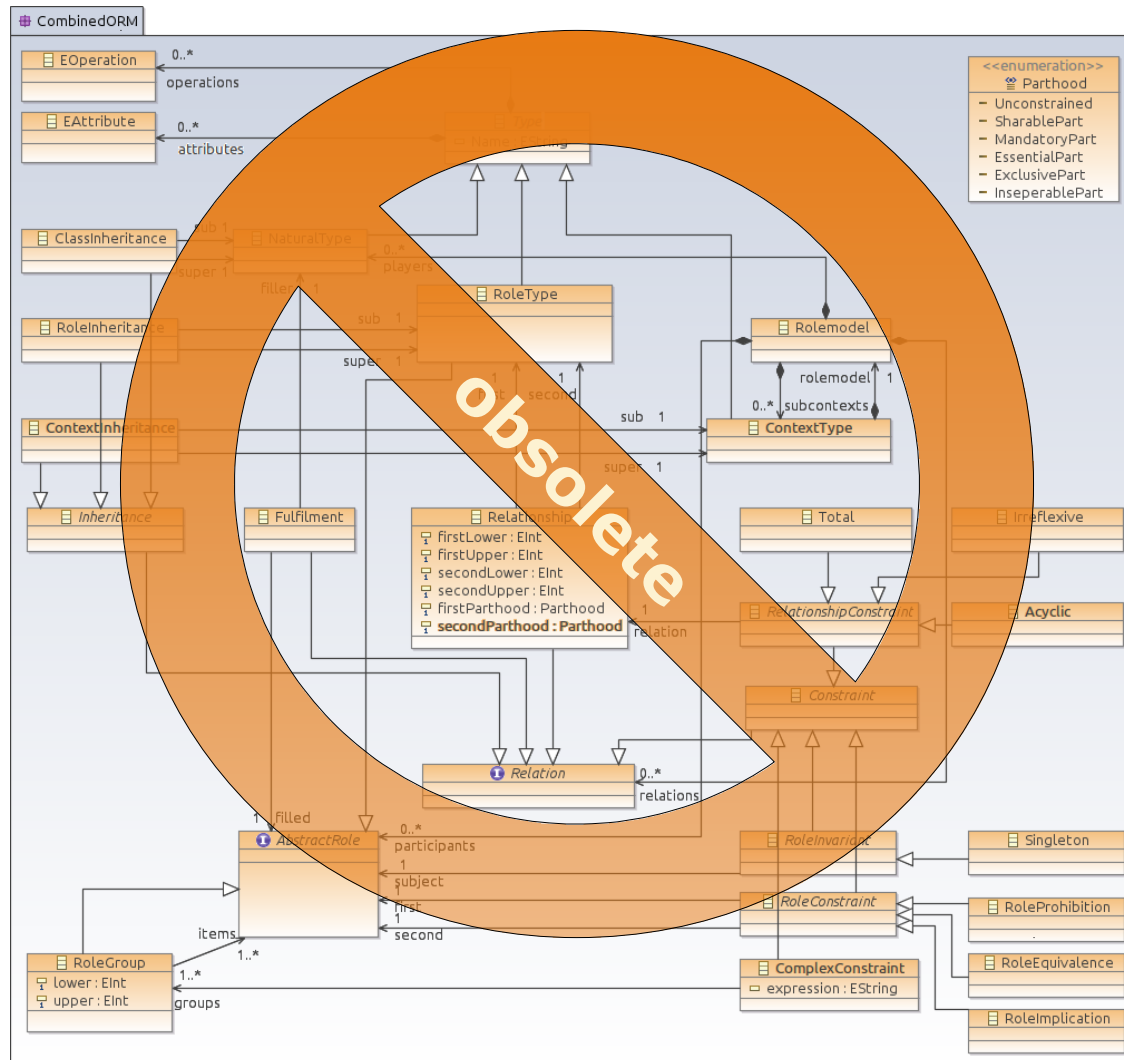 CombinedORM
EOperation
0..*
operations
<<enumeration>>
Parthood
Unconstrained
SharablePart
MandatoryPart
EssentialPart
ExclusivePart
InseperablePart
EAttribute
0..*
attributes
Type
Name : EString
ClassInheritance
sub 1
super 1
NaturalType
0..*
players
filler 1
RoleType
Rolemodel
RoleInheritance
sub 1
super 1
rolemodel 1
0..* subcontexts
1
first
1
second
ContextInheritance
sub 1
super 1
ContextType
obsolete
Inheritance
Fulfilment
Relationship
firstLower : EInt
firstUpper : EInt
secondLower : EInt
secondUpper : EInt
firstParthood : Parthood
secondParthood : Parthood
Total
Irreflexive
1
relation
RelationshipConstraint
Acyclic
Constraint
Relation
0..*
relations
1 filled
AbstractRole
0..*
participants
1
subject
1
first
1
second
RoleInvariant
Singleton
RoleConstraint
RoleProhibition
RoleEquivalence
RoleImplication
items
1..*
RoleGroup
lower : EInt
upper : EInt
1..*
groups
ComplexConstraint
expression : EString